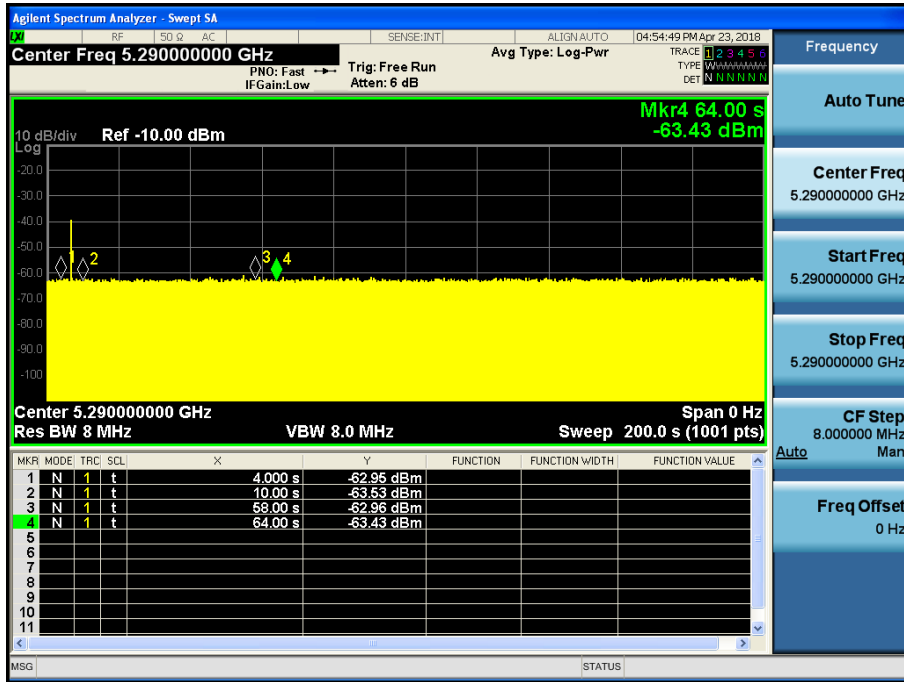 Agilent Spectrum Analyzer - Swept SA
LXI RF 50 Ω AC SENSE:INT ALIGN AUTO 04:54:49 PM Apr 23, 2018
Center Freq 5.290000000 GHz
PNO: Fast
IFGain:Low
Trig: Free Run
Atten: 6 dB
Avg Type: Log-Pwr
TRACE 1 2 3 4 5 6
TYPE WWWWWW
DET N N N N N N
Mkr4 64.00 s
-63.43 dBm
10 dB/div Ref -10.00 dBm
Log
-20.0
-30.0
-40.0
-50.0
-60.0
-70.0
-80.0
-90.0
-100
1 2 3 4
Center 5.290000000 GHz Span 0 Hz
Res BW 8 MHz VBW 8.0 MHz Sweep 200.0 s (1001 pts)
MKR MODE TRC SCL X Y FUNCTION FUNCTION WIDTH FUNCTION VALUE
1 N 1 t 4.000 s -62.95 dBm
2 N 1 t 10.00 s -63.53 dBm
3 N 1 t 58.00 s -62.96 dBm
4 N 1 t 64.00 s -63.43 dBm
5
6
7
8
9
10
11
MSG STATUS
Frequency
Auto Tune
Center Freq
5.290000000 GHz
Start Freq
5.290000000 GHz
Stop Freq
5.290000000 GHz
CF Step
8.000000 MHz
Auto Man
Freq Offset
0 Hz